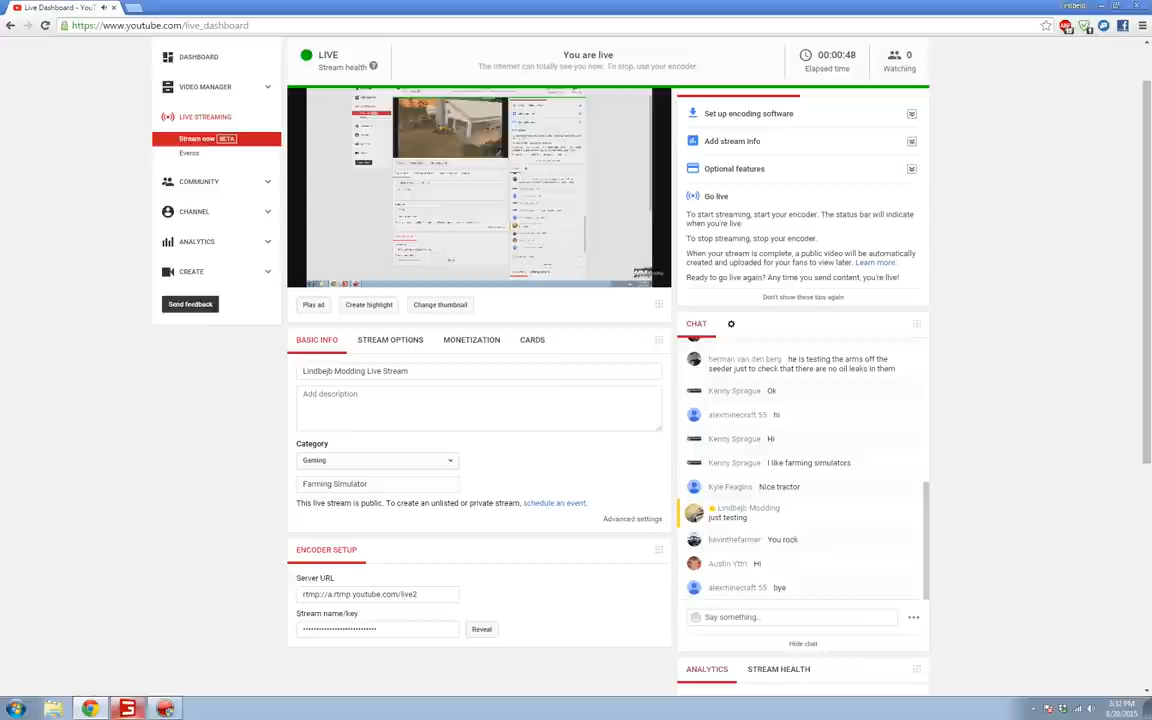 Live Dashboard - YouT
https://www.youtube.com/live_dashboard
DASHBOARD
VIDEO MANAGER
LIVE STREAMING
Stream now BETA
Events
COMMUNITY
CHANNEL
ANALYTICS
CREATE
Send feedback
LIVE
Stream health
You are live
The Internet can totally see you now. To stop, use your encoder.
00:00:48
Elapsed time
0
Watching
Play ad
Create highlight
Change thumbnail
BASIC INFO
STREAM OPTIONS
MONETIZATION
CARDS
Lindbejb Modding Live Stream
Add description
Category
Gaming
Farming Simulator
This live stream is public. To create an unlisted or private stream, schedule an event.
Advanced settings
ENCODER SETUP
Server URL
rtmp://a.rtmp.youtube.com/live2
Stream name/key
Reveal
Set up encoding software
Add stream info
Optional features
Go live
To start streaming, start your encoder. The status bar will indicate
when you're live.
To stop streaming, stop your encoder.
When your stream is complete, a public video will be automatically
created and uploaded for your fans to view later. Learn more.
Ready to go live again? Any time you send content, you're live!
Don't show these tips again
CHAT
herman van den berg he is testing the arms off the
seeder just to check that there are no oil leaks in them
Kenny Sprague Ok
alexminecraft 55 hi
Kenny Sprague Hi
Kenny Sprague I like farming simulators
Kyle Feagins Nice tractor
Lindbejb Modding
just testing
kevinthefarmer You rock
Austin Yttri Hi
alexminecraft 55 bye
Say something...
Hide chat
ANALYTICS
STREAM HEALTH
3:32 PM
8/20/2015